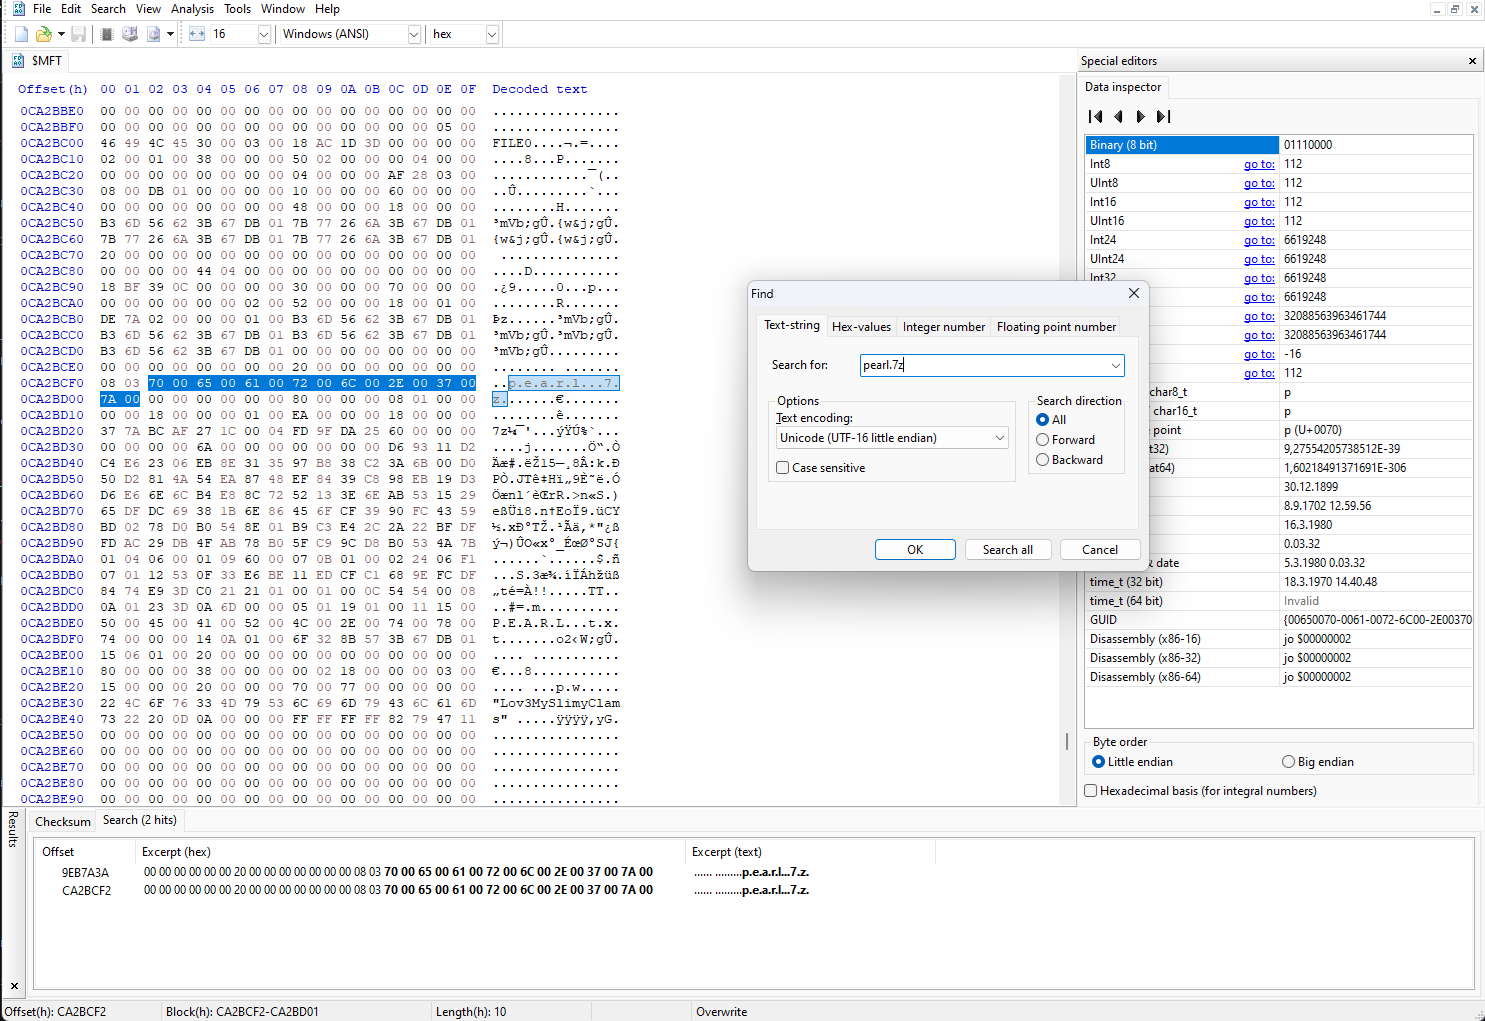 File Edit Search View Analysis Tools Window Help
16 Windows (ANSI) hex
$MFT
Offset(h) 00 01 02 03 04 05 06 07 08 09 0A 0B 0C 0D 0E 0F Decoded text
0CA2BBE0 00 00 00 00 00 00 00 00 00 00 00 00 00 00 00 00 ................
0CA2BBF0 00 00 00 00 00 00 00 00 00 00 00 00 00 00 05 00 ................
0CA2BC00 46 49 4C 45 30 00 03 00 18 AC 1D 3D 00 00 00 00 FILE0....¬.=....
0CA2BC10 02 00 01 00 38 00 00 00 50 02 00 00 00 04 00 00 ....8...P.......
0CA2BC20 00 00 00 00 00 00 00 00 04 00 00 00 AF 28 03 00 ............¯(..
0CA2BC30 08 00 DB 01 00 00 00 00 10 00 00 00 60 00 00 00 ..Û.........`...
0CA2BC40 00 00 00 00 00 00 00 00 48 00 00 00 18 00 00 00 ........H.......
0CA2BC50 B3 6D 56 62 3B 67 DB 01 7B 77 26 6A 3B 67 DB 01 ³mVb;gÛ.{w&j;gÛ.
0CA2BC60 7B 77 26 6A 3B 67 DB 01 7B 77 26 6A 3B 67 DB 01 {w&j;gÛ.{w&j;gÛ.
0CA2BC70 20 00 00 00 00 00 00 00 00 00 00 00 00 00 00 00  ...............
0CA2BC80 00 00 00 00 44 04 00 00 00 00 00 00 00 00 00 00 ....D...........
0CA2BC90 18 BF 39 0C 00 00 00 00 30 00 00 00 70 00 00 00 .¿9.....0...p...
0CA2BCA0 00 00 00 00 00 00 02 00 52 00 00 00 18 00 01 00 ........R.......
0CA2BCB0 DE 7A 02 00 00 00 01 00 B3 6D 56 62 3B 67 DB 01 Þz......³mVb;gÛ.
0CA2BCC0 B3 6D 56 62 3B 67 DB 01 B3 6D 56 62 3B 67 DB 01 ³mVb;gÛ.³mVb;gÛ.
0CA2BCD0 B3 6D 56 62 3B 67 DB 01 00 00 00 00 00 00 00 00 ³mVb;gÛ.........
0CA2BCE0 00 00 00 00 00 00 00 00 20 00 00 00 00 00 00 00 ........ .......
0CA2BCF0 08 03 70 00 65 00 61 00 72 00 6C 00 2E 00 37 00 ..p.e.a.r.l...7.
0CA2BD00 7A 00 00 00 00 00 00 00 80 00 00 00 08 01 00 00 z.......€.......
0CA2BD10 00 00 18 00 00 00 01 00 EA 00 00 00 18 00 00 00 ........ê.......
0CA2BD20 37 7A BC AF 27 1C 00 04 FD 9F DA 25 60 00 00 00 7z¼¯'...ýŸÚ%`...
0CA2BD30 00 00 00 00 6A 00 00 00 00 00 00 00 D6 93 11 D2 ....j.......Ö“.Ò
0CA2BD40 C4 E6 23 06 EB 8E 31 35 97 B8 38 C2 3A 6B 00 D0 Äæ#.ëŽ15—¸8Â:k.Ð
0CA2BD50 50 D2 81 4A 54 EA 87 48 EF 84 39 C8 98 EB 19 D3 PÒ.JTê‡Hï„9È˜ë.Ó
0CA2BD60 D6 E6 6E 6C B4 E8 8C 72 52 13 3E 6E AB 53 15 29 Öænl´èŒrR.>n«S.)
0CA2BD70 65 DF DC 69 38 1B 6E 86 45 6F CF 39 90 FC 43 59 eßÜi8.n†EoÏ9.üCY
0CA2BD80 BD 02 78 D0 B0 54 8E 01 B9 C3 E4 2C 2A 22 BF DF ½.xÐ°TŽ.¹Ãä,*"¿ß
0CA2BD90 FD AC 29 DB 4F AB 78 B0 5F C9 9C D8 B0 53 4A 7B ý¬)ÛO«x°_ÉœØ°SJ{
0CA2BDA0 01 04 06 00 01 09 60 00 07 0B 01 00 02 24 06 F1 ......`......$.ñ
0CA2BDB0 07 01 12 53 0F 33 E6 BE 11 ED CF C1 68 9E FC DF ...S.3æ¾.íÏÁhžüß
0CA2BDC0 84 74 E9 3D C0 21 21 01 00 01 00 0C 54 54 00 08 „té=À!!.....TT..
0CA2BDD0 0A 01 23 3D 0A 6D 00 00 05 01 19 01 00 11 15 00 ..#=.m..........
0CA2BDE0 50 00 45 00 41 00 52 00 4C 00 2E 00 74 00 78 00 P.E.A.R.L...t.x.
0CA2BDF0 74 00 00 00 14 0A 01 00 6F 32 8B 57 3B 67 DB 01 t.......o2‹W;gÛ.
0CA2BE00 15 06 01 00 20 00 00 00 00 00 00 00 00 00 00 00 .... ...........
0CA2BE10 80 00 00 00 38 00 00 00 00 02 18 00 00 00 03 00 €...8...........
0CA2BE20 15 00 00 00 20 00 00 00 70 00 77 00 00 00 00 00 .... ...p.w.....
0CA2BE30 22 4C 6F 76 33 4D 79 53 6C 69 6D 79 43 6C 61 6D "Lov3MySlimyClam
0CA2BE40 73 22 20 0D 0A 00 00 00 FF FF FF FF 82 79 47 11 s" .....ÿÿÿÿ‚yG.
0CA2BE50 00 00 00 00 00 00 00 00 00 00 00 00 00 00 00 00 ................
0CA2BE60 00 00 00 00 00 00 00 00 00 00 00 00 00 00 00 00 ................
0CA2BE70 00 00 00 00 00 00 00 00 00 00 00 00 00 00 00 00 ................
0CA2BE80 00 00 00 00 00 00 00 00 00 00 00 00 00 00 00 00 ................
0CA2BE90 00 00 00 00 00 00 00 00 00 00 00 00 00 00 00 00 ................
Find
Text-string Hex-values Integer number Floating point number
Search for: pearl.7z
Options
Text encoding:
Unicode (UTF-16 little endian)
Case sensitive
Search direction
All
Forward
Backward
OK Search all Cancel
Special editors
Data inspector
Binary (8 bit) 01110000
Int8 go to: 112
UInt8 go to: 112
Int16 go to: 112
UInt16 go to: 112
Int24 go to: 6619248
UInt24 go to: 6619248
Int32 go to: 6619248
go to: 6619248
go to: 32088563963461744
go to: 32088563963461744
go to: -16
go to: 112
char8_t p
char16_t p
point p (U+0070)
t32) 9,27554205738512E-39
at64) 1,60218491371691E-306
30.12.1899
8.9.1702 12.59.56
16.3.1980
0.03.32
& date 5.3.1980 0.03.32
time_t (32 bit) 18.3.1970 14.40.48
time_t (64 bit) Invalid
GUID {00650070-0061-0072-6C00-2E00370
Disassembly (x86-16) jo $00000002
Disassembly (x86-32) jo $00000002
Disassembly (x86-64) jo $00000002
Byte order
Little endian Big endian
Hexadecimal basis (for integral numbers)
Results
Checksum Search (2 hits)
Offset Excerpt (hex) Excerpt (text)
9EB7A3A 00 00 00 00 00 00 20 00 00 00 00 00 00 00 08 03 70 00 65 00 61 00 72 00 6C 00 2E 00 37 00 7A 00 ...... .........p.e.a.r.l...7.z.
CA2BCF2 00 00 00 00 00 00 20 00 00 00 00 00 00 00 08 03 70 00 65 00 61 00 72 00 6C 00 2E 00 37 00 7A 00 ...... .........p.e.a.r.l...7.z.
Offset(h): CA2BCF2 Block(h): CA2BCF2-CA2BD01 Length(h): 10 Overwrite